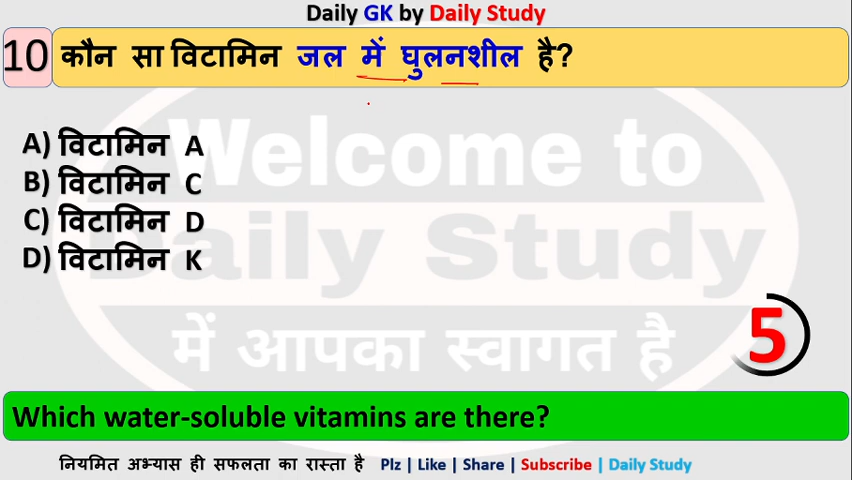 Daily GK by Daily Study
10 कौन सा विटामिन जल में घुलनशील है?
A) विटामिन A
B) विटामिन C
C) विटामिन D
D) विटामिन K
Welcome to
Daily Study
में आपका स्वागत है
5
Which water-soluble vitamins are there?
नियमित अभ्यास ही सफलता का रास्ता है Plz | Like | Share | Subscribe | Daily Study